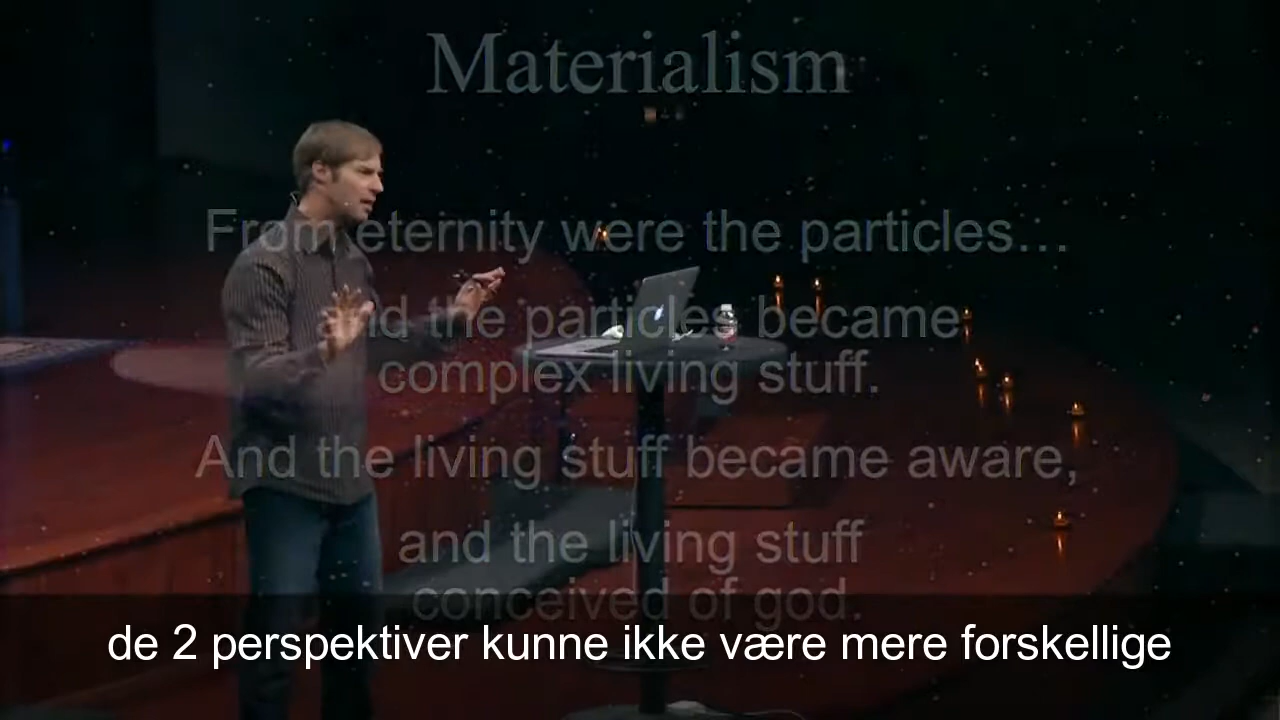 Materialism
From eternity were the particles…
and the particles became
complex living stuff.
And the living stuff became aware,
and the living stuff
conceived of god.
de 2 perspektiver kunne ikke være mere forskellige